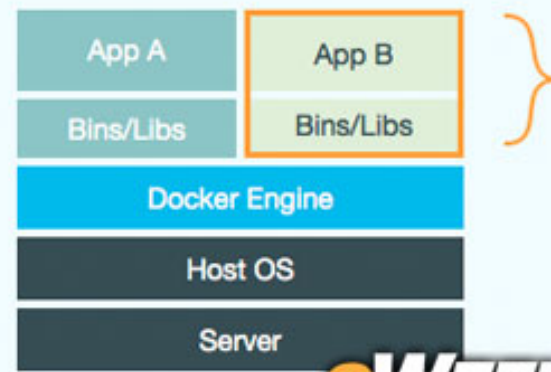 App A App B
Bins/Libs Bins/Libs
Docker Engine
Host OS
Server